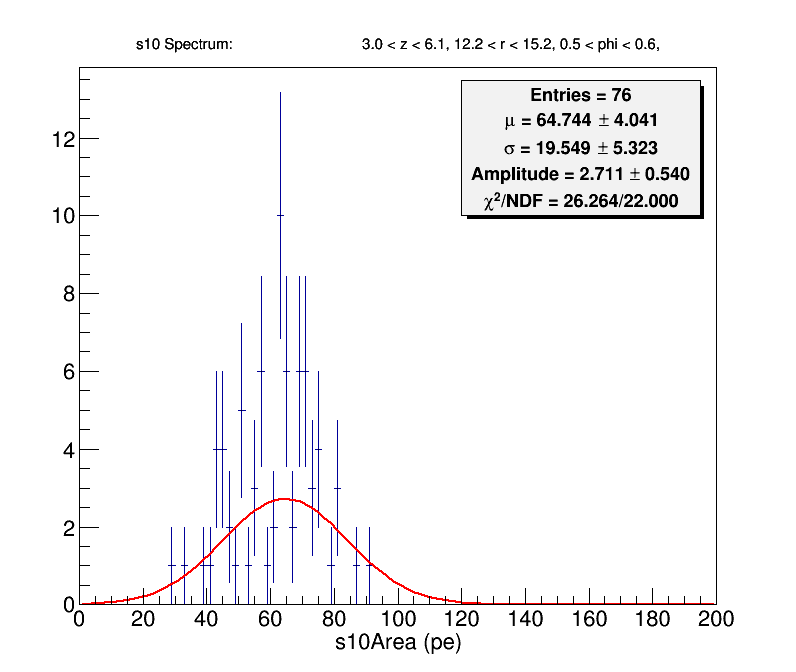 s10 Spectrum: 3.0 < z < 6.1, 12.2 < r < 15.2, 0.5 < phi < 0.6,
Entries = 76
μ = 64.744 ± 4.041
σ = 19.549 ± 5.323
Amplitude = 2.711 ± 0.540
χ²/NDF = 26.264/22.000
12
10
8
6
4
2
0
0 20 40 60 80 100 120 140 160 180 200
s10Area (pe)